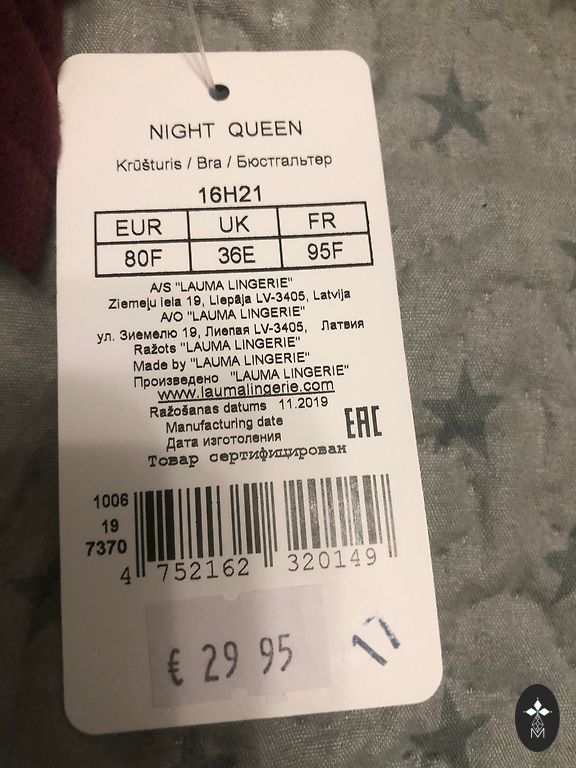 NIGHT QUEEN
Krūšturis / Bra / Бюстгальтер
16H21
EUR UK FR
80F 36E 95F
A/S "LAUMA LINGERIE"
Ziemeļu iela 19, Liepāja LV-3405, Latvija
A/O "LAUMA LINGERIE"
ул. Зиемелю 19, Лиепая LV-3405, Латвия
Ražots "LAUMA LINGERIE"
Made by "LAUMA LINGERIE"
Произведено "LAUMA LINGERIE"
www.laumalingerie.com
Ražošanas datums 11.2019
Manufacturing date
Дата изготоления
EAC
Товар сертифицирован
1006
19
7370
4 752162 320149
€ 29 95
17
M